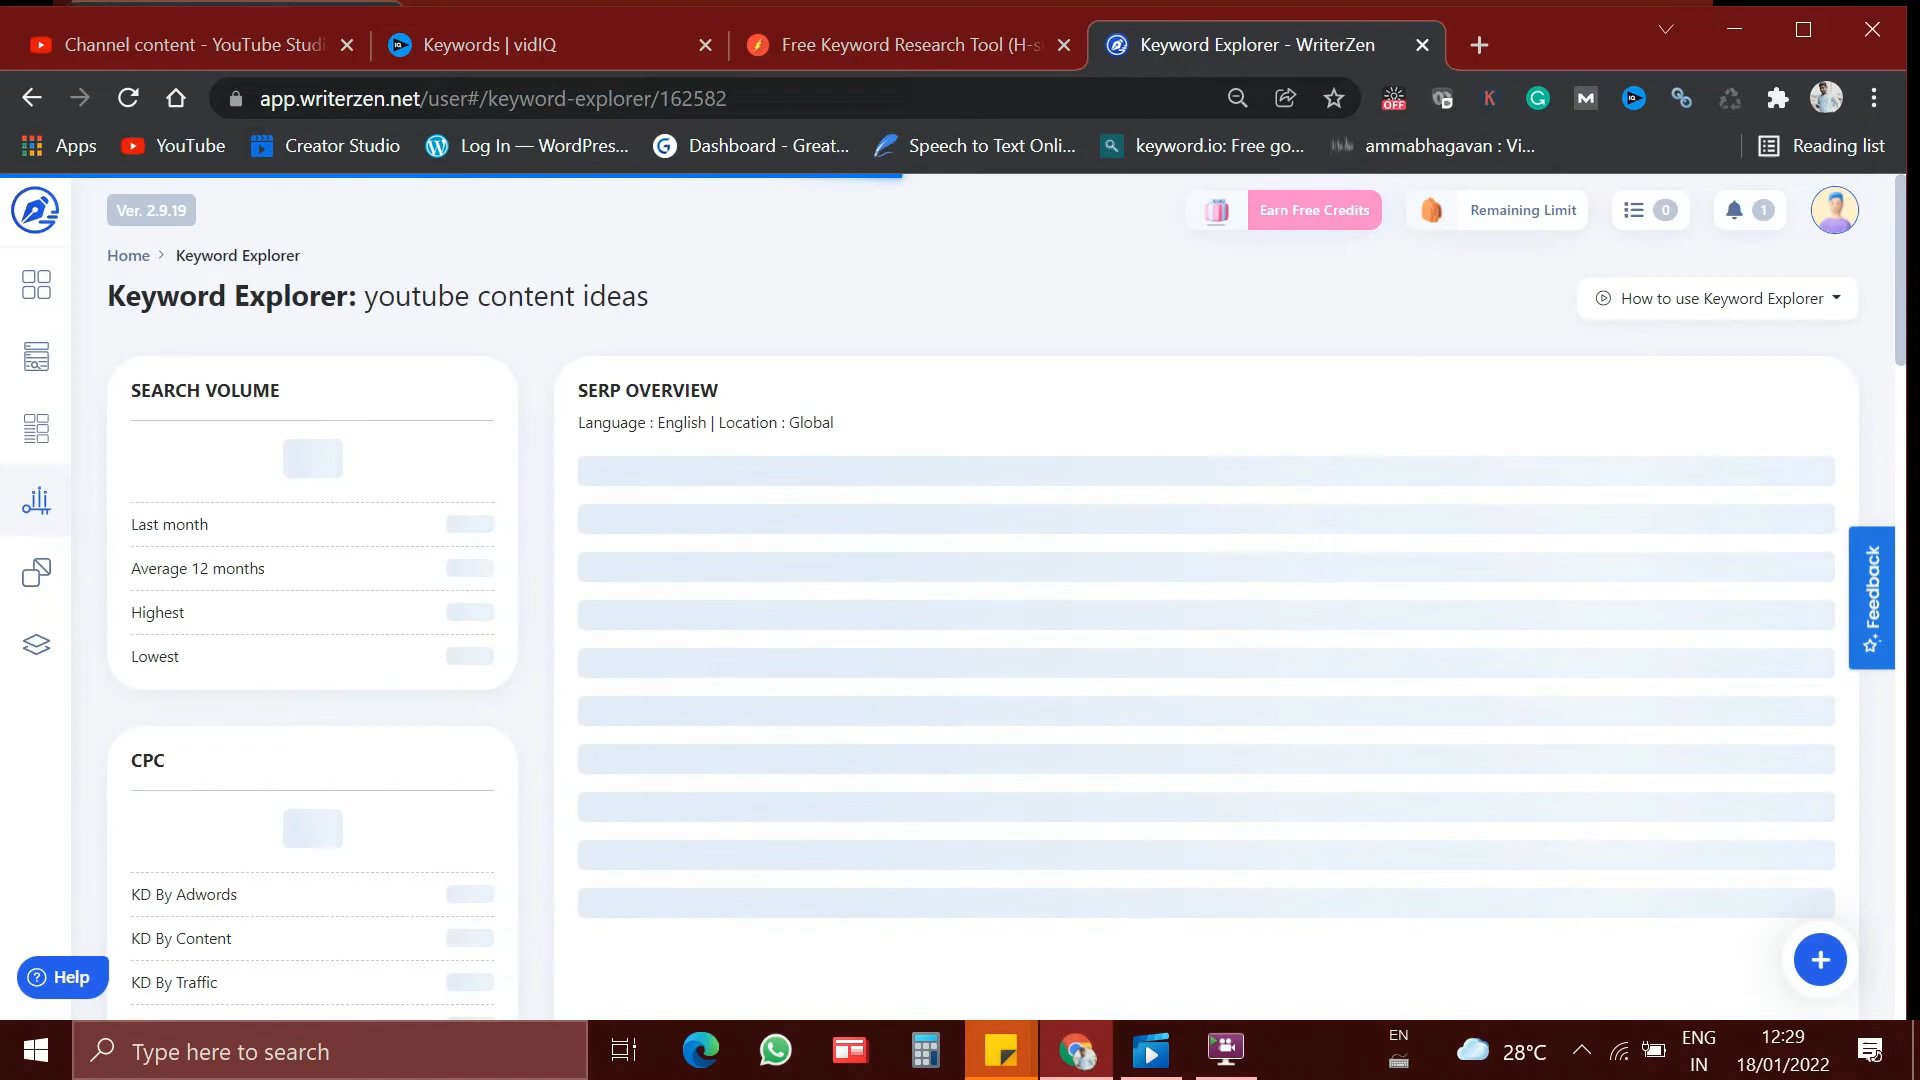 Channel content - YouTube Studi
Keywords | vidIQ
Free Keyword Research Tool (H-s
Keyword Explorer - WriterZen
app.writerzen.net/user#/keyword-explorer/162582
OFF
K
G
M
Apps
YouTube
Creator Studio
Log In — WordPres...
Dashboard - Great...
Speech to Text Onli...
keyword.io: Free go...
ammabhagavan : Vi...
Reading list
Ver. 2.9.19
Earn Free Credits
Remaining Limit
0
1
Home > Keyword Explorer
Keyword Explorer: youtube content ideas
How to use Keyword Explorer
SEARCH VOLUME
Last month
Average 12 months
Highest
Lowest
SERP OVERVIEW
Language : English | Location : Global
CPC
KD By Adwords
KD By Content
KD By Traffic
Feedback
Help
Type here to search
EN
28°C
ENG
IN
12:29
18/01/2022